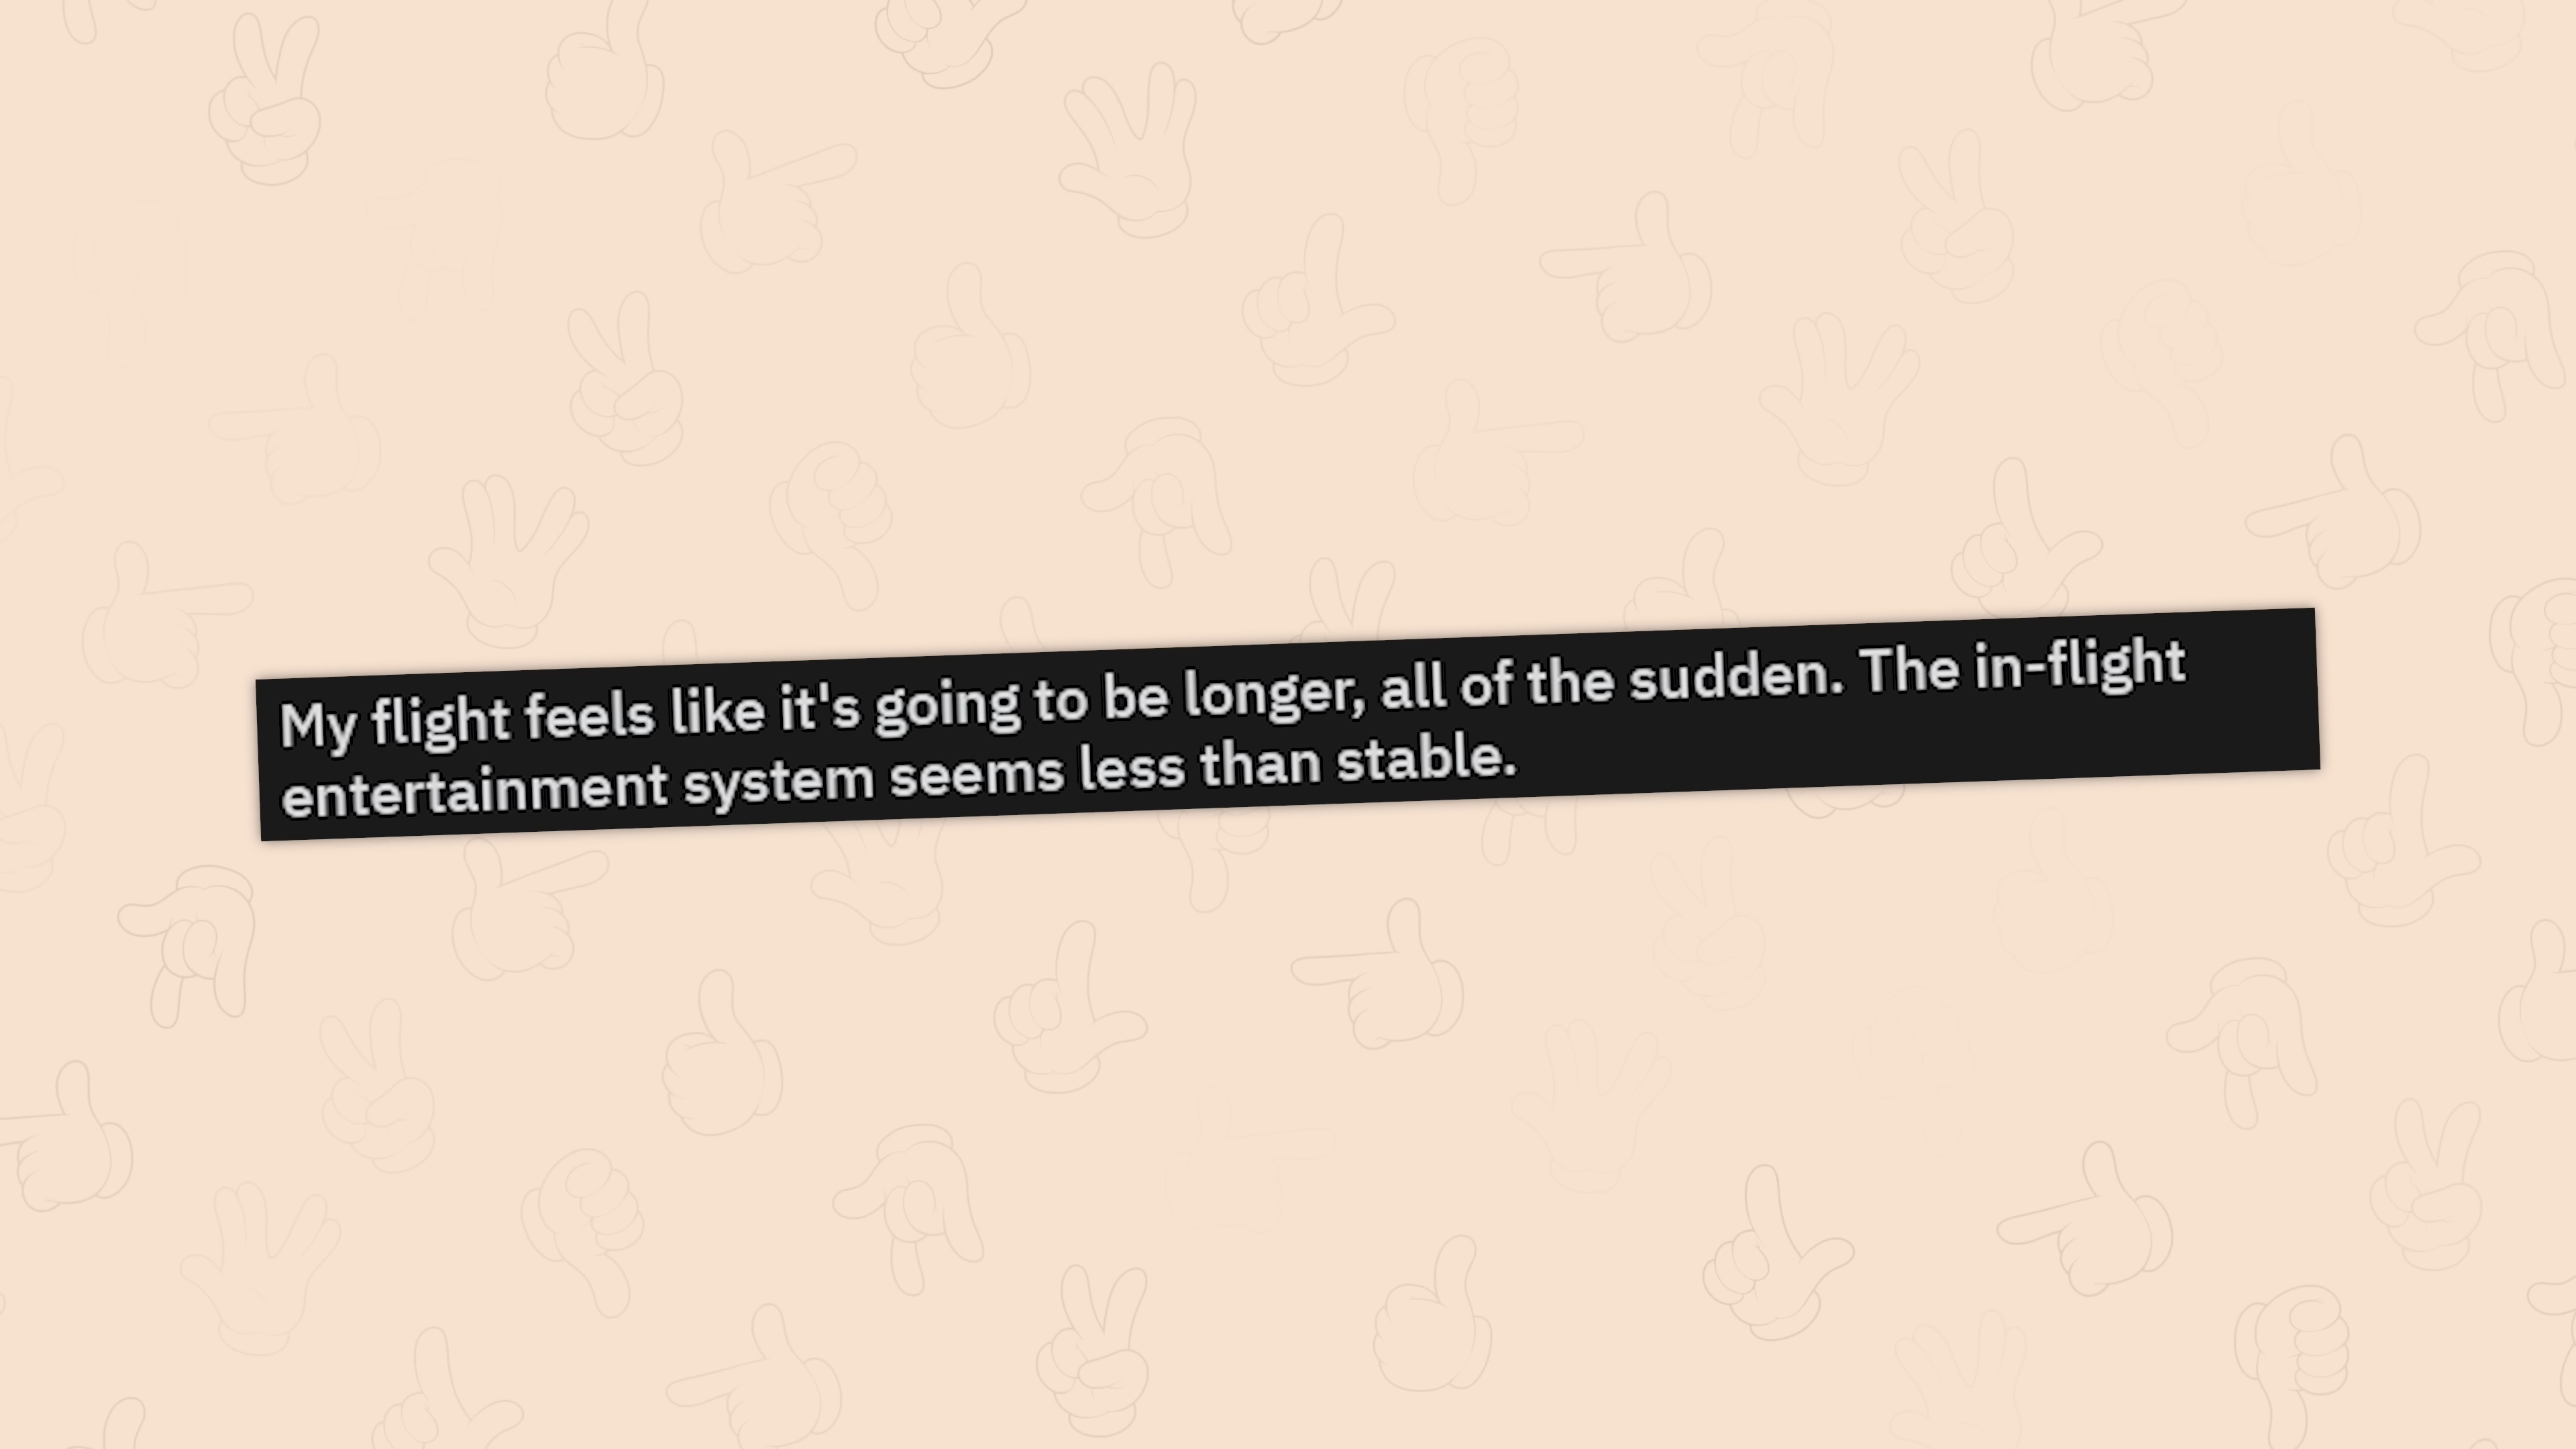 My flight feels like it's going to be longer, all of the sudden. The in-flight
entertainment system seems less than stable.